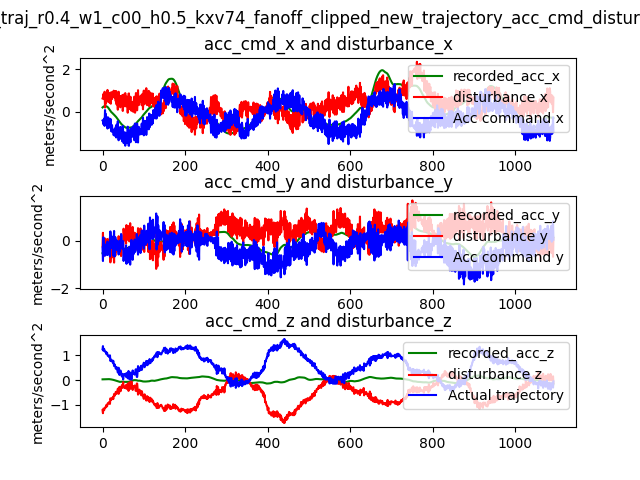 _traj_r0.4_w1_c00_h0.5_kxv74_fanoff_clipped_new_trajectory_acc_cmd_distur
acc_cmd_x and disturbance_x
meters/second^2
2
0
recorded_acc_x
disturbance x
Acc command x
0 200 400 600 800 1000
acc_cmd_y and disturbance_y
meters/second^2
0
−2
recorded_acc_y
disturbance y
Acc command y
0 200 400 600 800 1000
acc_cmd_z and disturbance_z
meters/second^2
1
0
−1
recorded_acc_z
disturbance z
Actual trajectory
0 200 400 600 800 1000